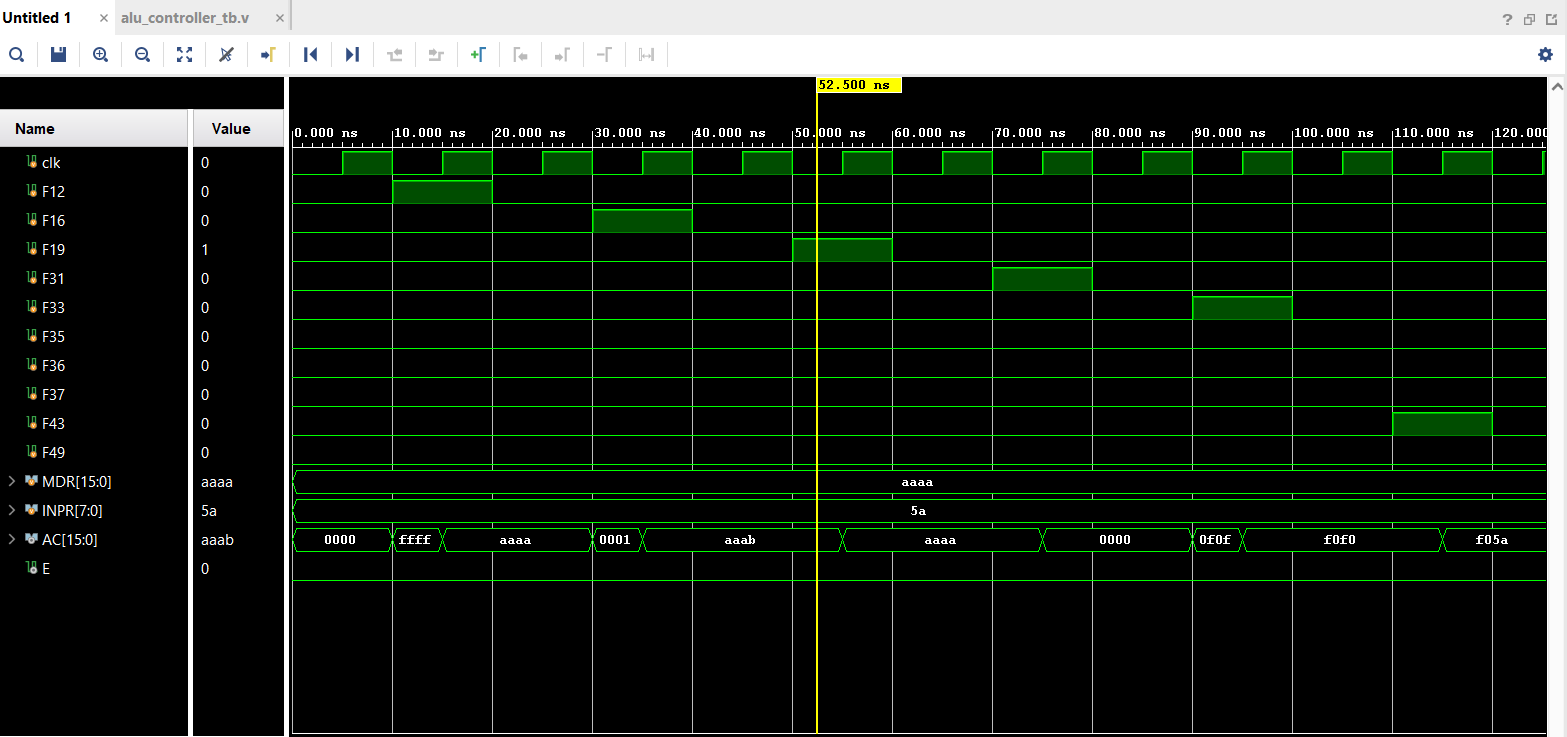 Untitled 1 × alu_controller_tb.v ×
?
52.500 ns
Name Value
0.000 ns 10.000 ns 20.000 ns 30.000 ns 40.000 ns 50.000 ns 60.000 ns 70.000 ns 80.000 ns 90.000 ns 100.000 ns 110.000 ns 120.000
clk 0
F12 0
F16 0
F19 1
F31 0
F33 0
F35 0
F36 0
F37 0
F43 0
F49 0
MDR[15:0] aaaa aaaa
INPR[7:0] 5a 5a
AC[15:0] aaab 0000 ffff aaaa 0001 aaab aaaa 0000 0f0f f0f0 f05a
E 0